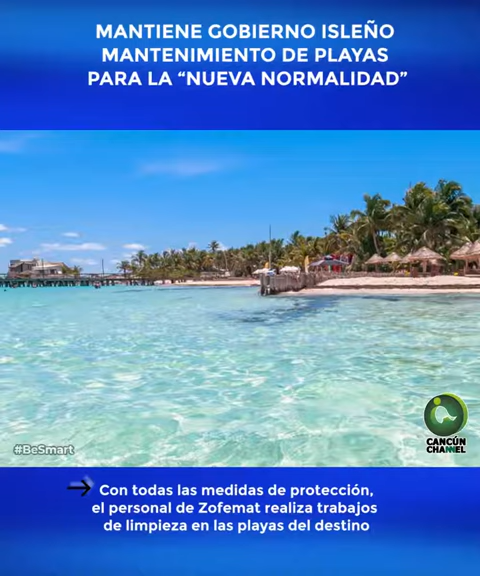 MANTIENE GOBIERNO ISLEÑO
MANTENIMIENTO DE PLAYAS
PARA LA “NUEVA NORMALIDAD”
#BeSmart
CANCÚN
CHANNEL
Con todas las medidas de protección,
el personal de Zofemat realiza trabajos
de limpieza en las playas del destino